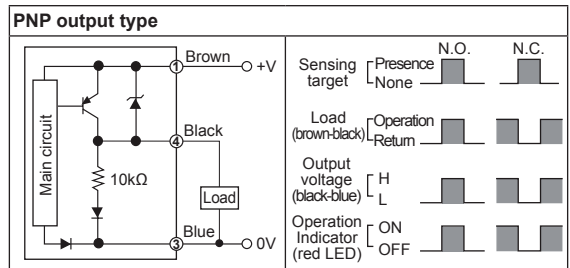 PNP output type
Main circuit
10kΩ
① Brown +V
④ Black
Load
③ Blue 0V
N.O. N.C.
Sensing target Presence None
Load (brown-black) Operation Return
Output voltage (black-blue) H L
Operation Indicator (red LED) ON OFF